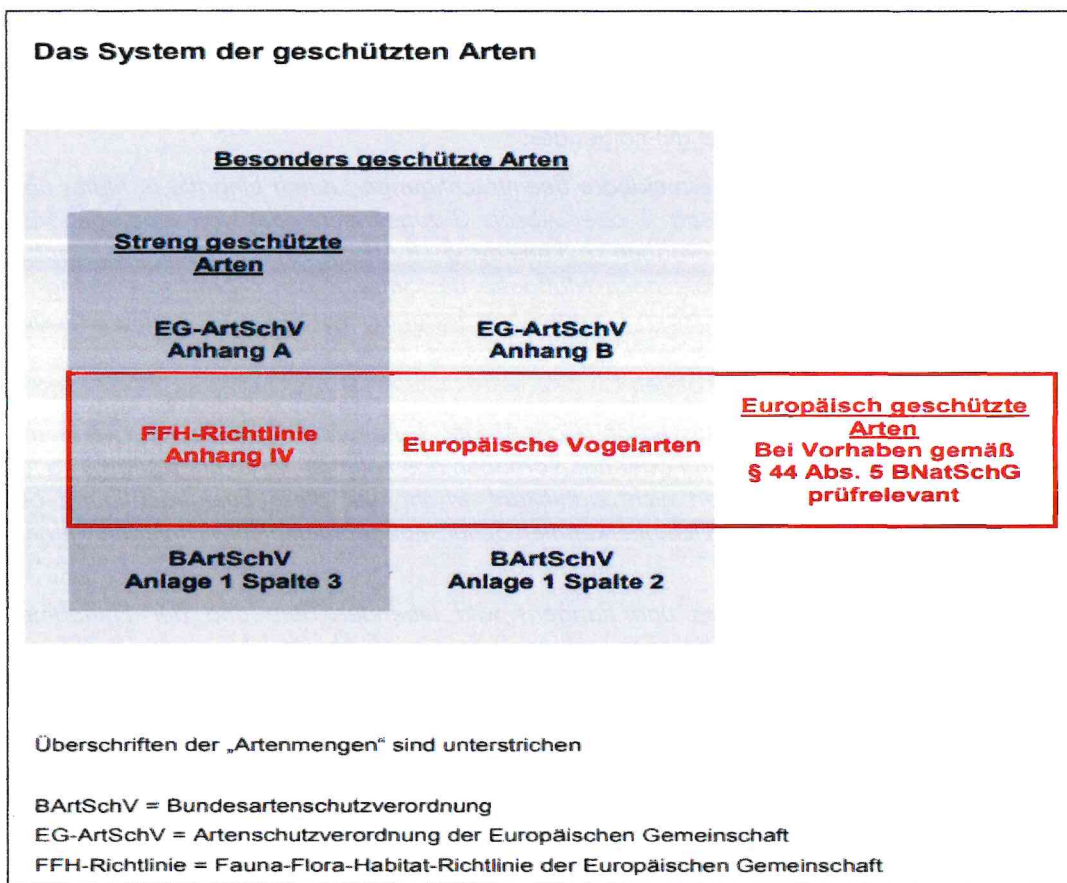 Das System der geschützten Arten
Besonders geschützte Arten
Streng geschützte
Arten
EG-ArtSchV
Anhang A
EG-ArtSchV
Anhang B
FFH-Richtlinie
Anhang IV
Europäische Vogelarten
Europäisch geschützte
Arten
Bei Vorhaben gemäß
§ 44 Abs. 5 BNatSchG
prüfrelevant
BArtSchV
Anlage 1 Spalte 3
BArtSchV
Anlage 1 Spalte 2
Überschriften der „Artenmengen“ sind unterstrichen
BArtSchV = Bundesartenschutzverordnung
EG-ArtSchV = Artenschutzverordnung der Europäischen Gemeinschaft
FFH-Richtlinie = Fauna-Flora-Habitat-Richtlinie der Europäischen Gemeinschaft